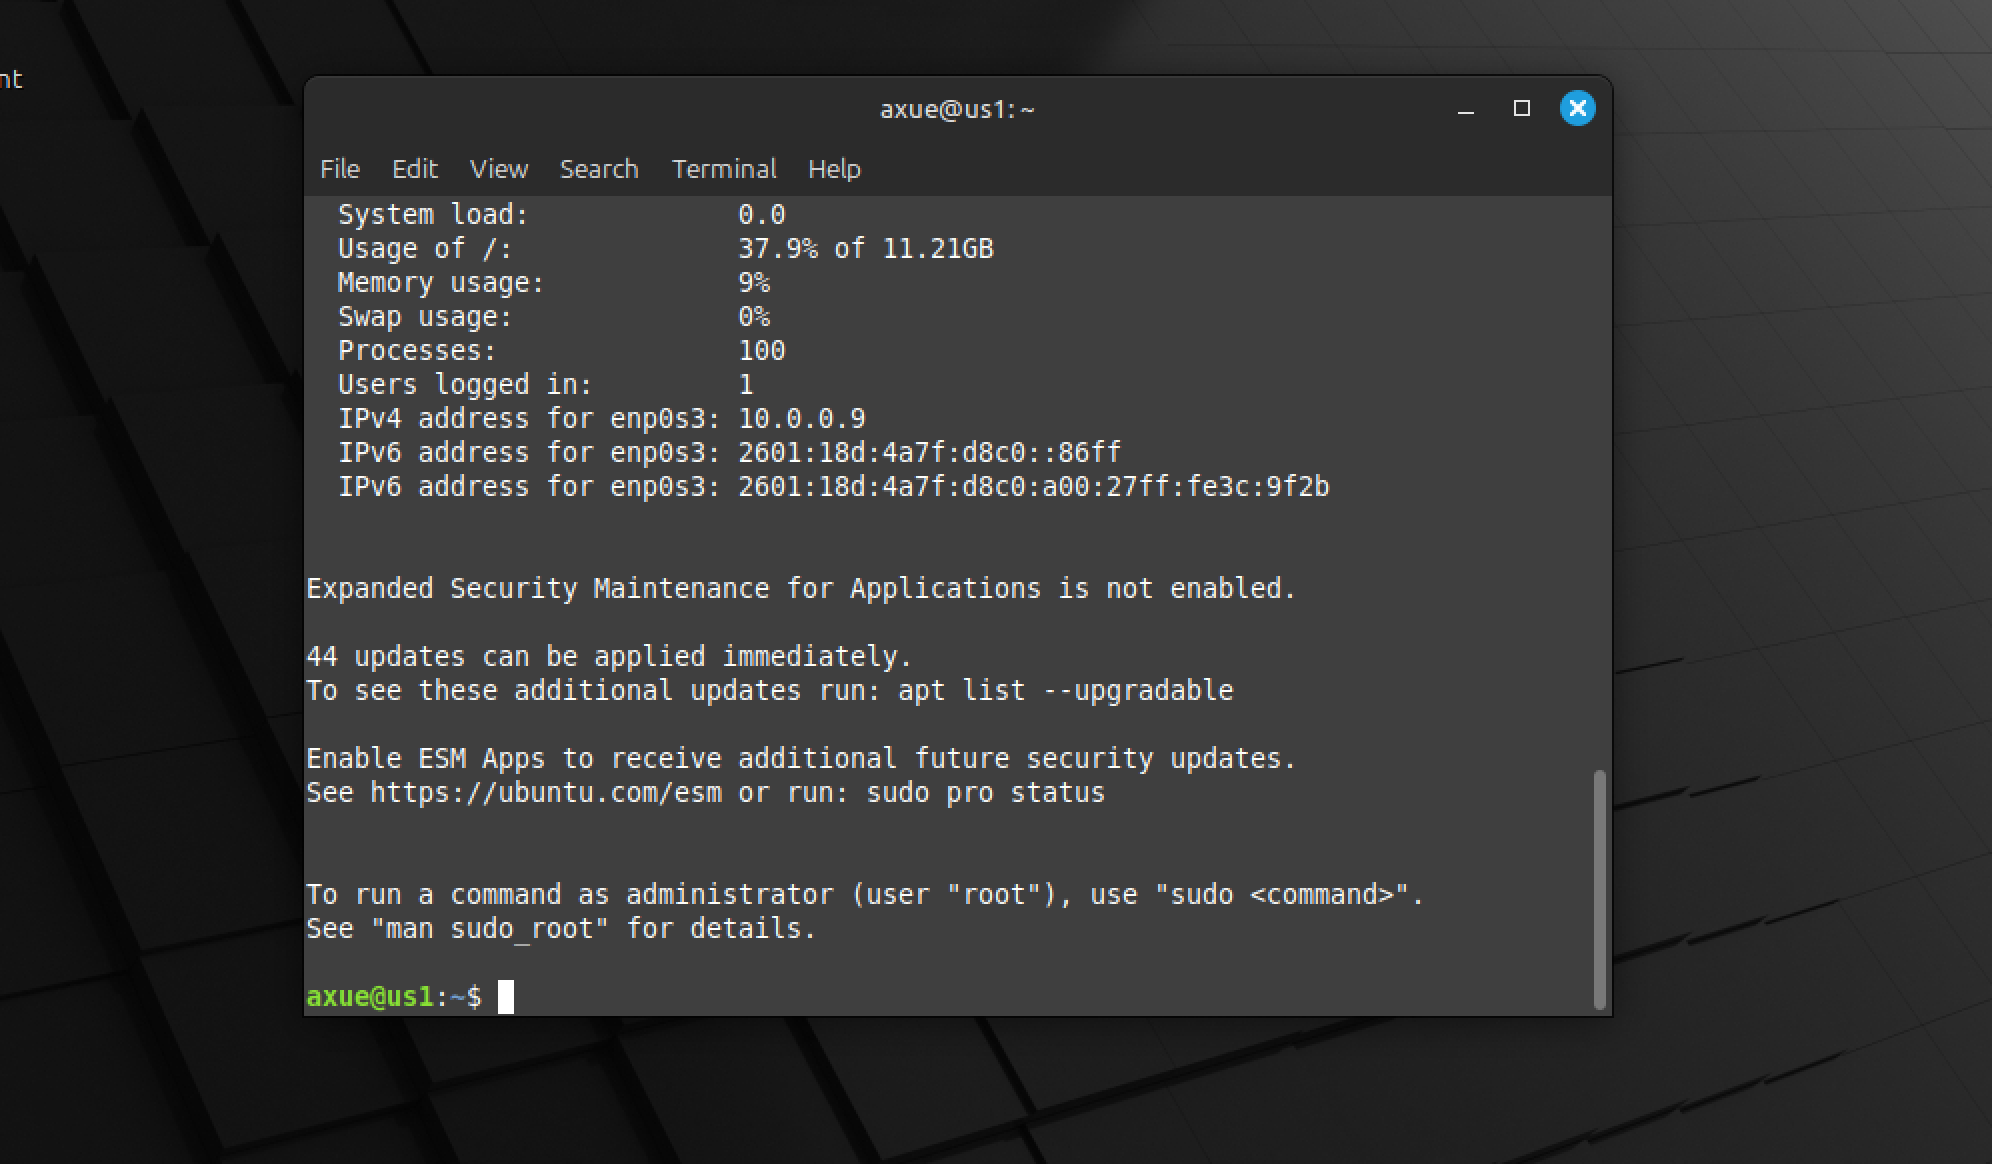 nt
axue@us1: ~
File Edit View Search Terminal Help
System load: 0.0
Usage of /: 37.9% of 11.21GB
Memory usage: 9%
Swap usage: 0%
Processes: 100
Users logged in: 1
IPv4 address for enp0s3: 10.0.0.9
IPv6 address for enp0s3: 2601:18d:4a7f:d8c0::86ff
IPv6 address for enp0s3: 2601:18d:4a7f:d8c0:a00:27ff:fe3c:9f2b
Expanded Security Maintenance for Applications is not enabled.
44 updates can be applied immediately.
To see these additional updates run: apt list --upgradable
Enable ESM Apps to receive additional future security updates.
See https://ubuntu.com/esm or run: sudo pro status
To run a command as administrator (user "root"), use "sudo <command>".
See "man sudo_root" for details.
axue@us1:~$